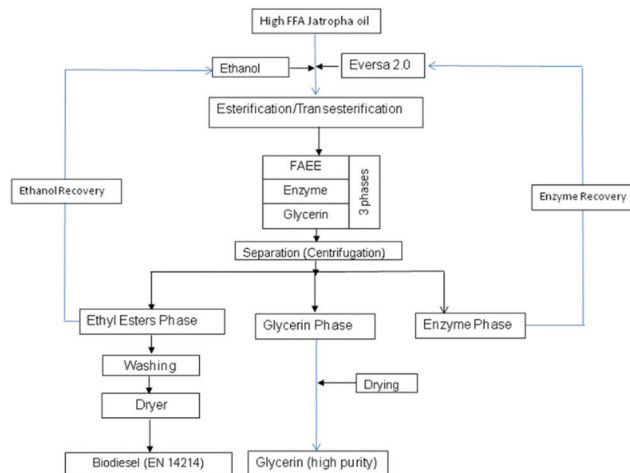 High FFA Jatropha oil
Ethanol
Eversa 2.0
Esterification/Transesterification
FAEE
Enzyme
Glycerin
3 phases
Ethanol Recovery
Enzyme Recovery
Separation (Centrifugation)
Ethyl Esters Phase
Glycerin Phase
Enzyme Phase
Washing
Drying
Dryer
Biodiesel (EN 14214)
Glycerin (high purity)